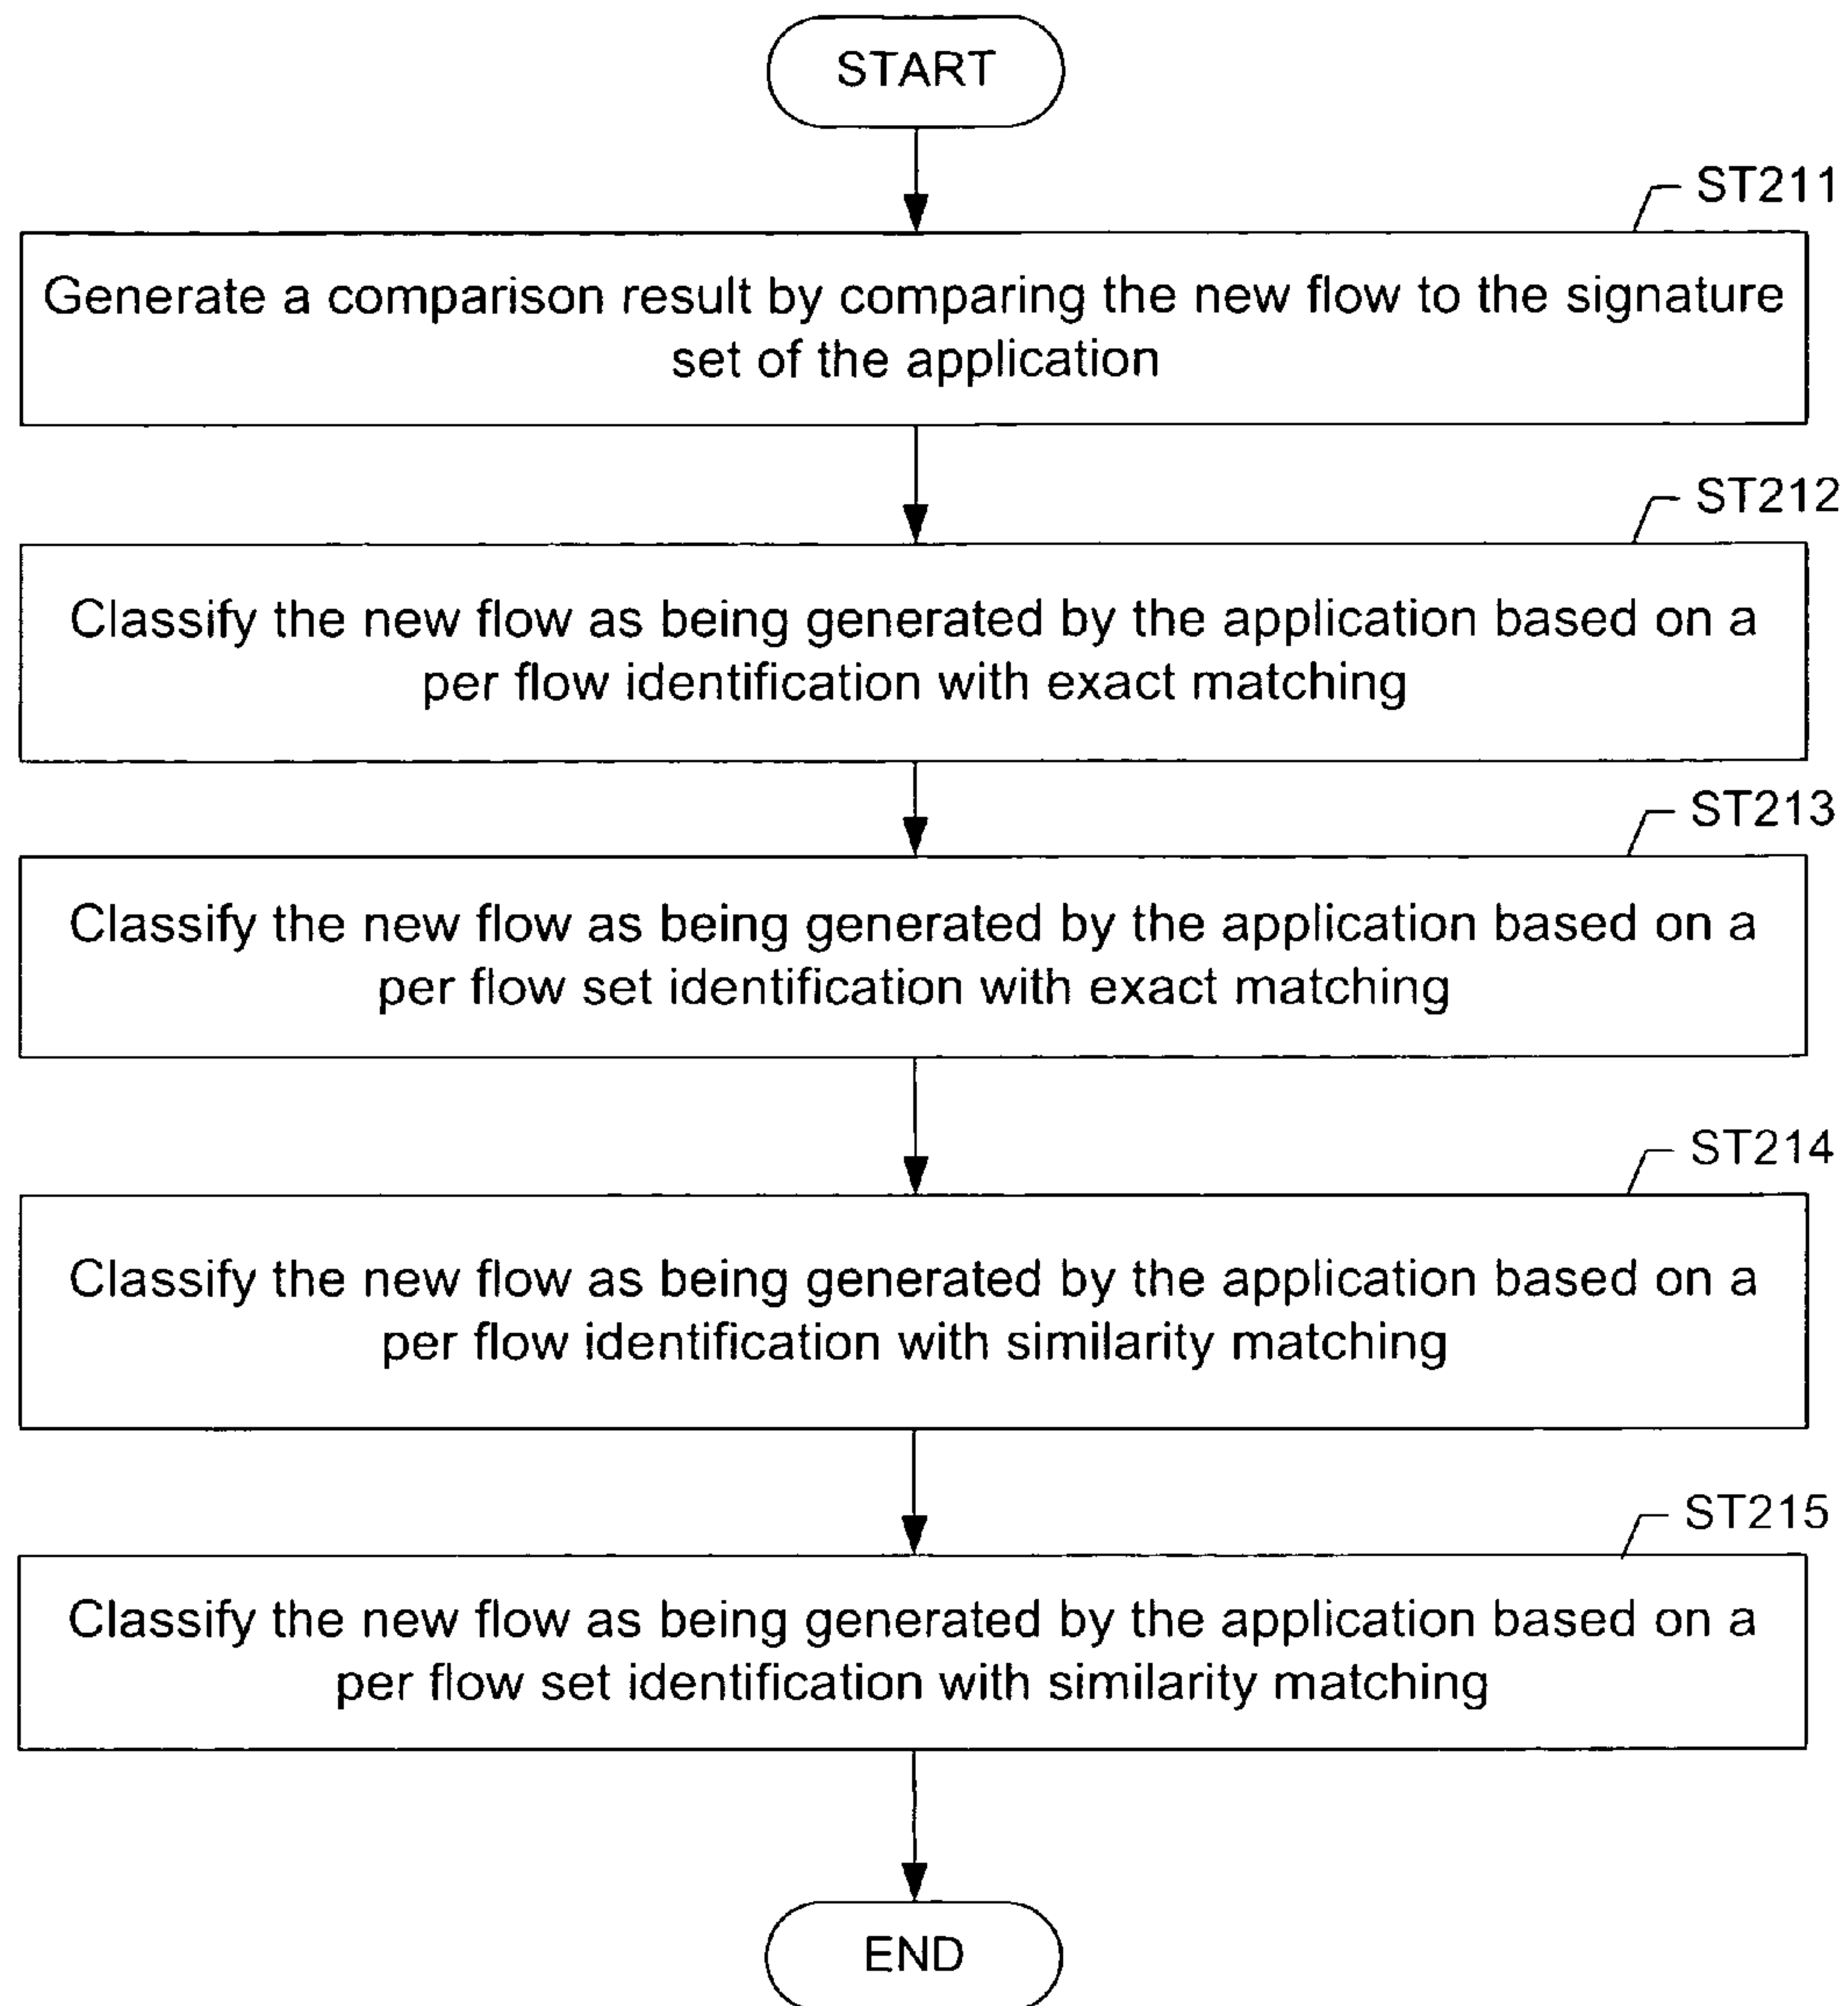 START
ST211
Generate a comparison result by comparing the new flow to the signature
set of the application
ST212
Classify the new flow as being generated by the application based on a
per flow identification with exact matching
ST213
Classify the new flow as being generated by the application based on a
per flow set identification with exact matching
ST214
Classify the new flow as being generated by the application based on a
per flow identification with similarity matching
ST215
Classify the new flow as being generated by the application based on a
per flow set identification with similarity matching
END